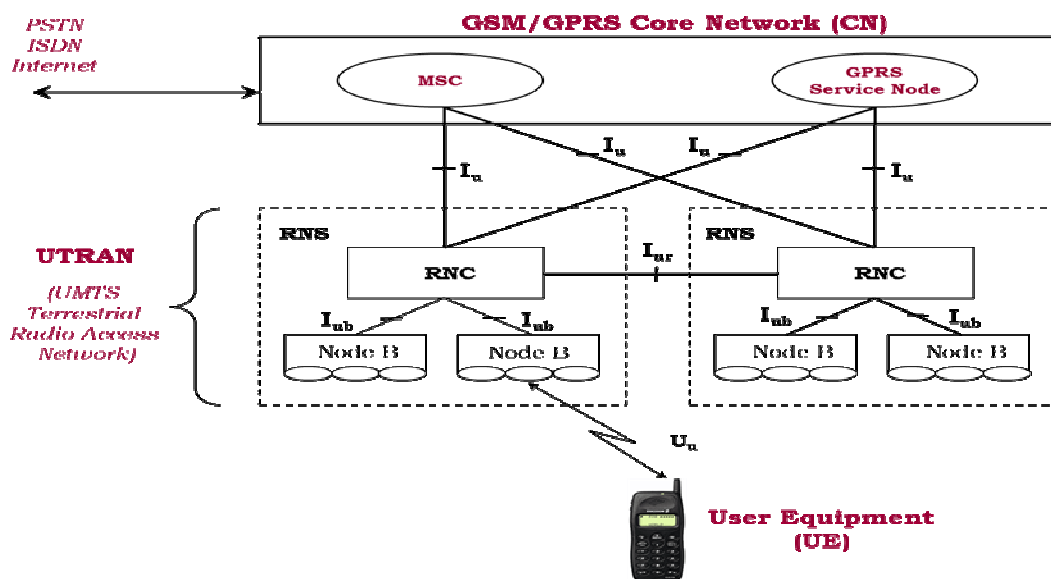 PSTN
ISDN
Internet
GSM/GPRS Core Network (CN)
MSC
GPRS
Service Node
Iu
Iu
Iu
Iu
UTRAN
(UMTS
Terrestrial
Radio Access
Network)
RNS
RNS
RNC
Iur
RNC
Iub
Iub
Iub
Iub
Node B
Node B
Node B
Node B
Uu
User Equipment
(UE)